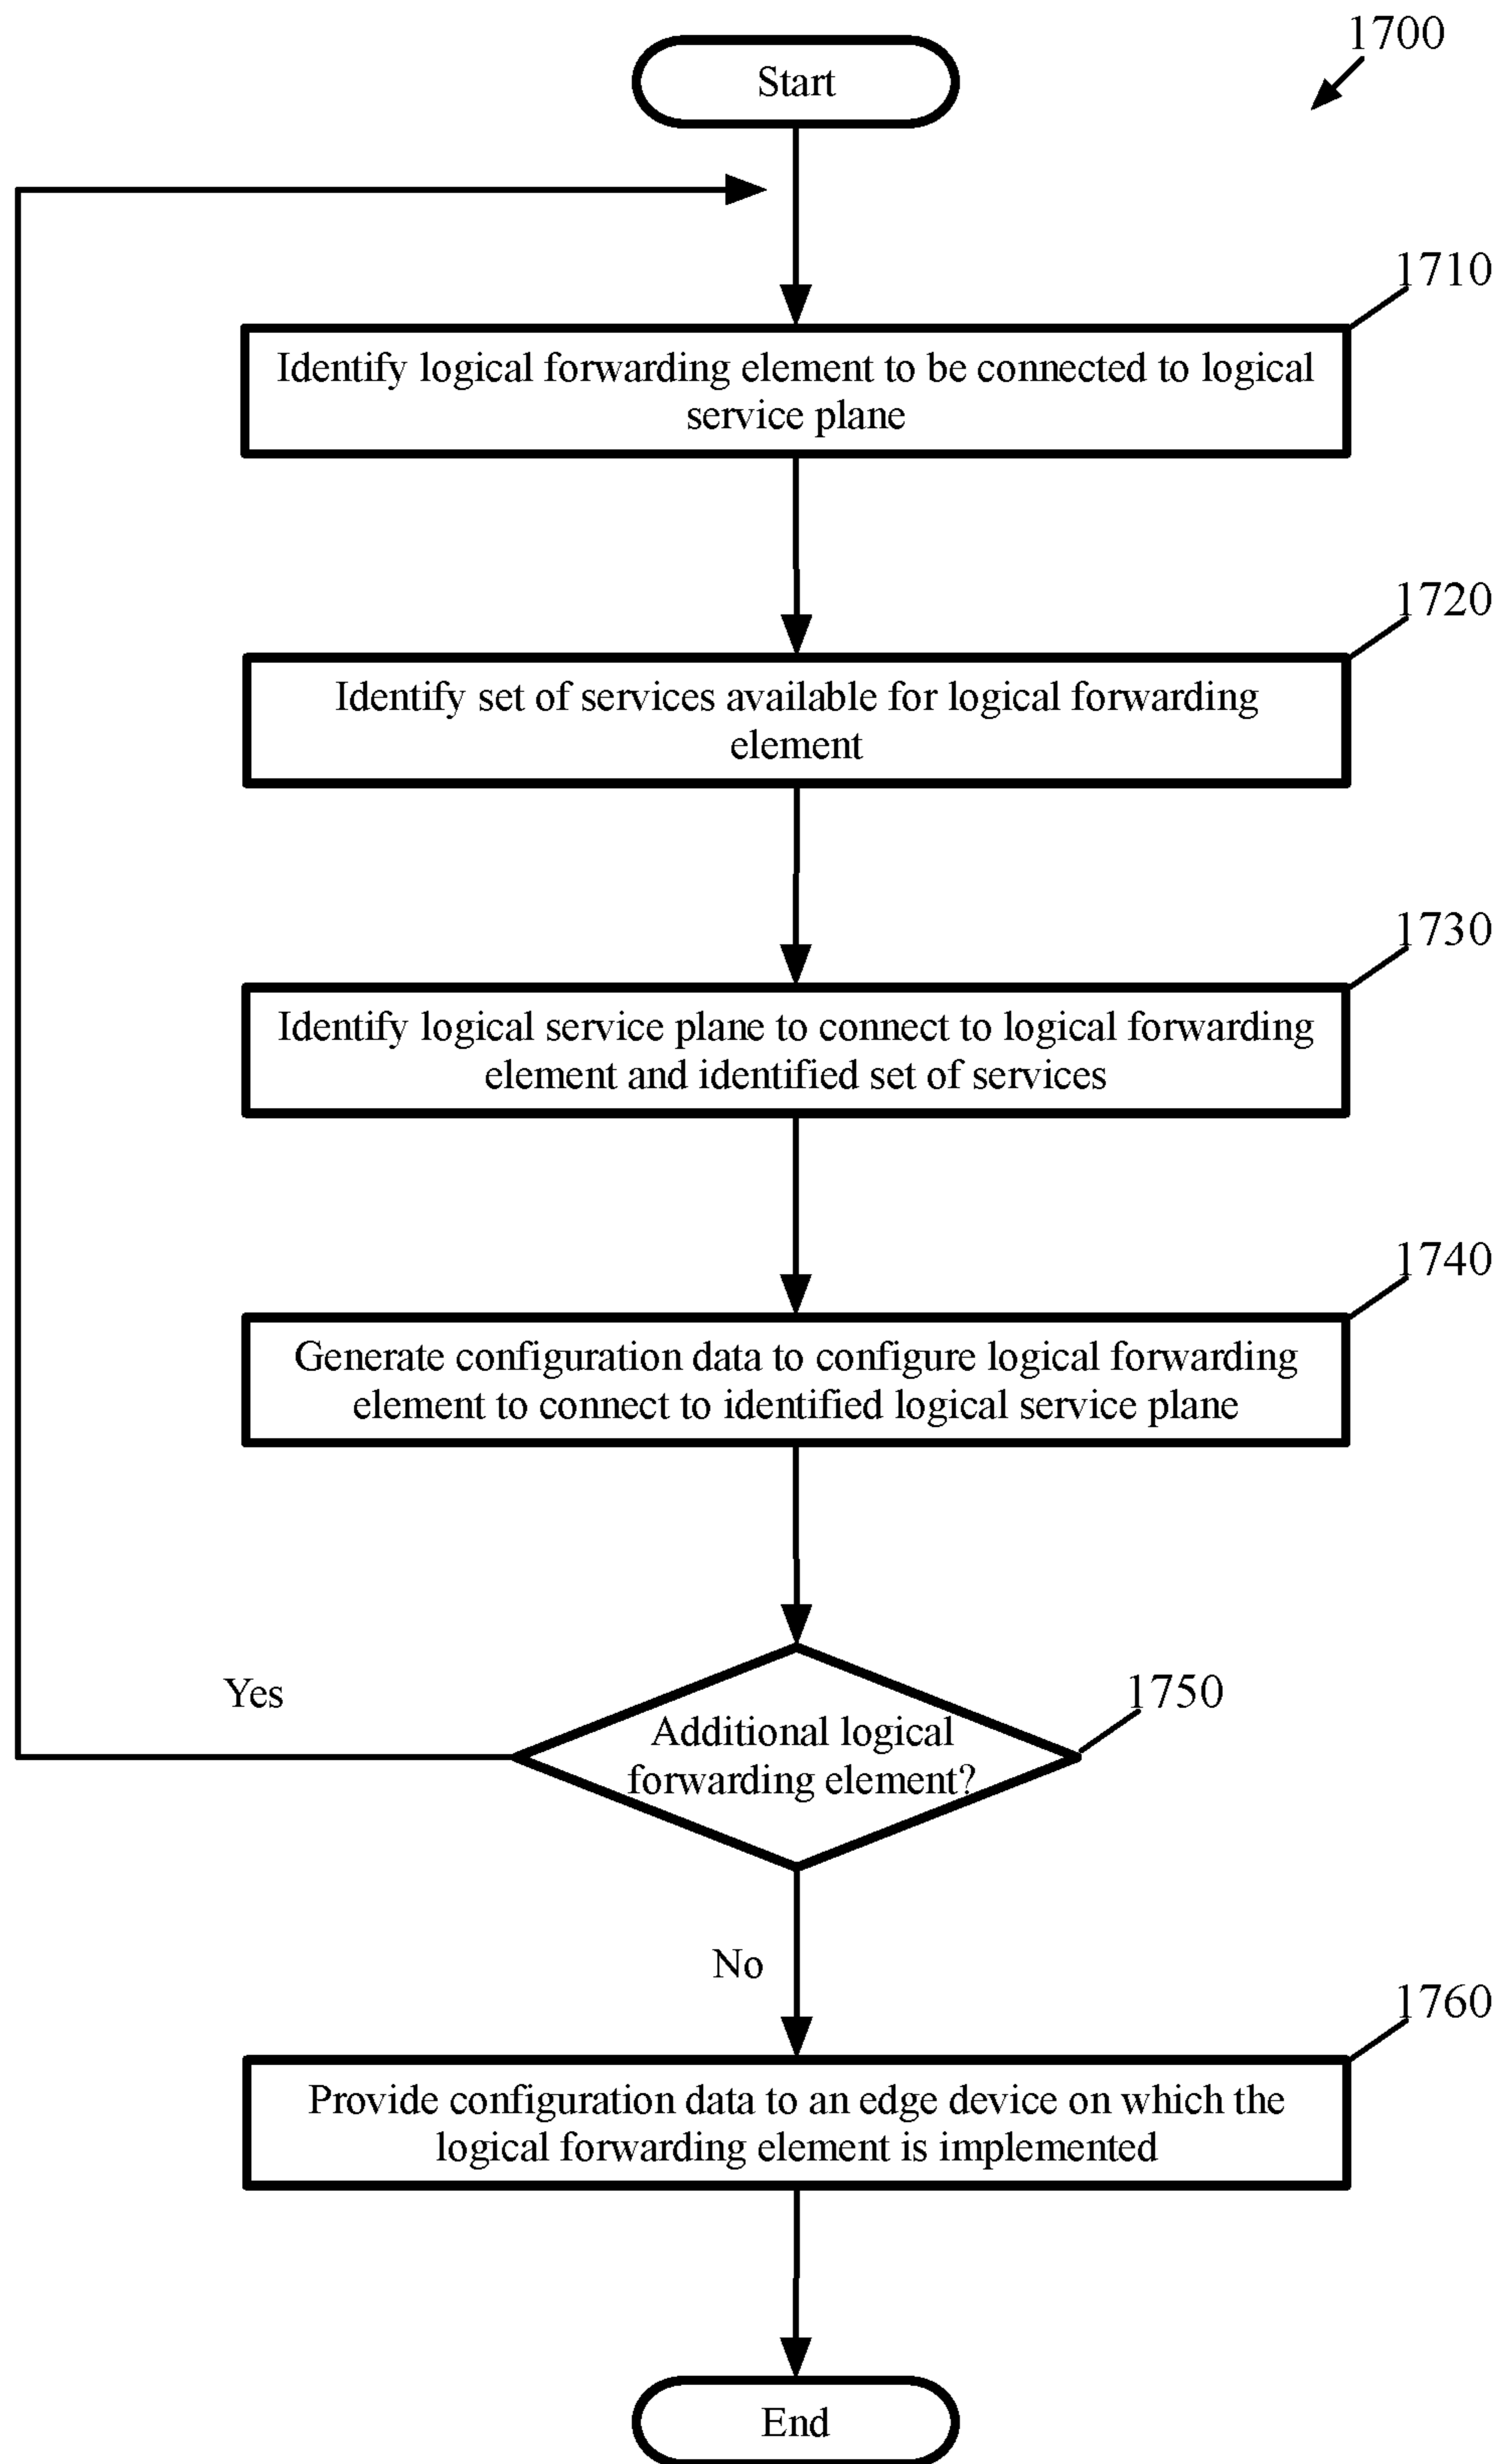 1700
Start
1710
Identify logical forwarding element to be connected to logical
service plane
1720
Identify set of services available for logical forwarding
element
1730
Identify logical service plane to connect to logical forwarding
element and identified set of services
1740
Generate configuration data to configure logical forwarding
element to connect to identified logical service plane
Yes
1750
Additional logical
forwarding element?
No
1760
Provide configuration data to an edge device on which the
logical forwarding element is implemented
End